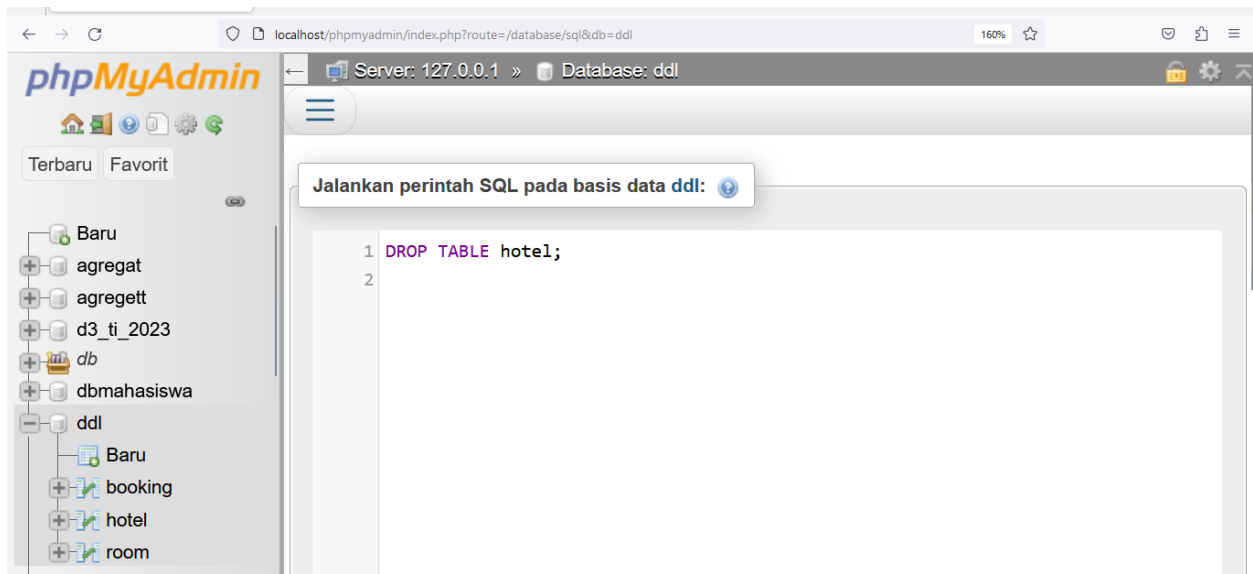 localhost/phpmyadmin/index.php?route=/database/sql&db=ddl
160%
phpMyAdmin
Server: 127.0.0.1 » Database: ddl
Terbaru Favorit
Jalankan perintah SQL pada basis data ddl:
1 DROP TABLE hotel;
2
Baru
agregat
agregett
d3_ti_2023
db
dbmahasiswa
ddl
Baru
booking
hotel
room